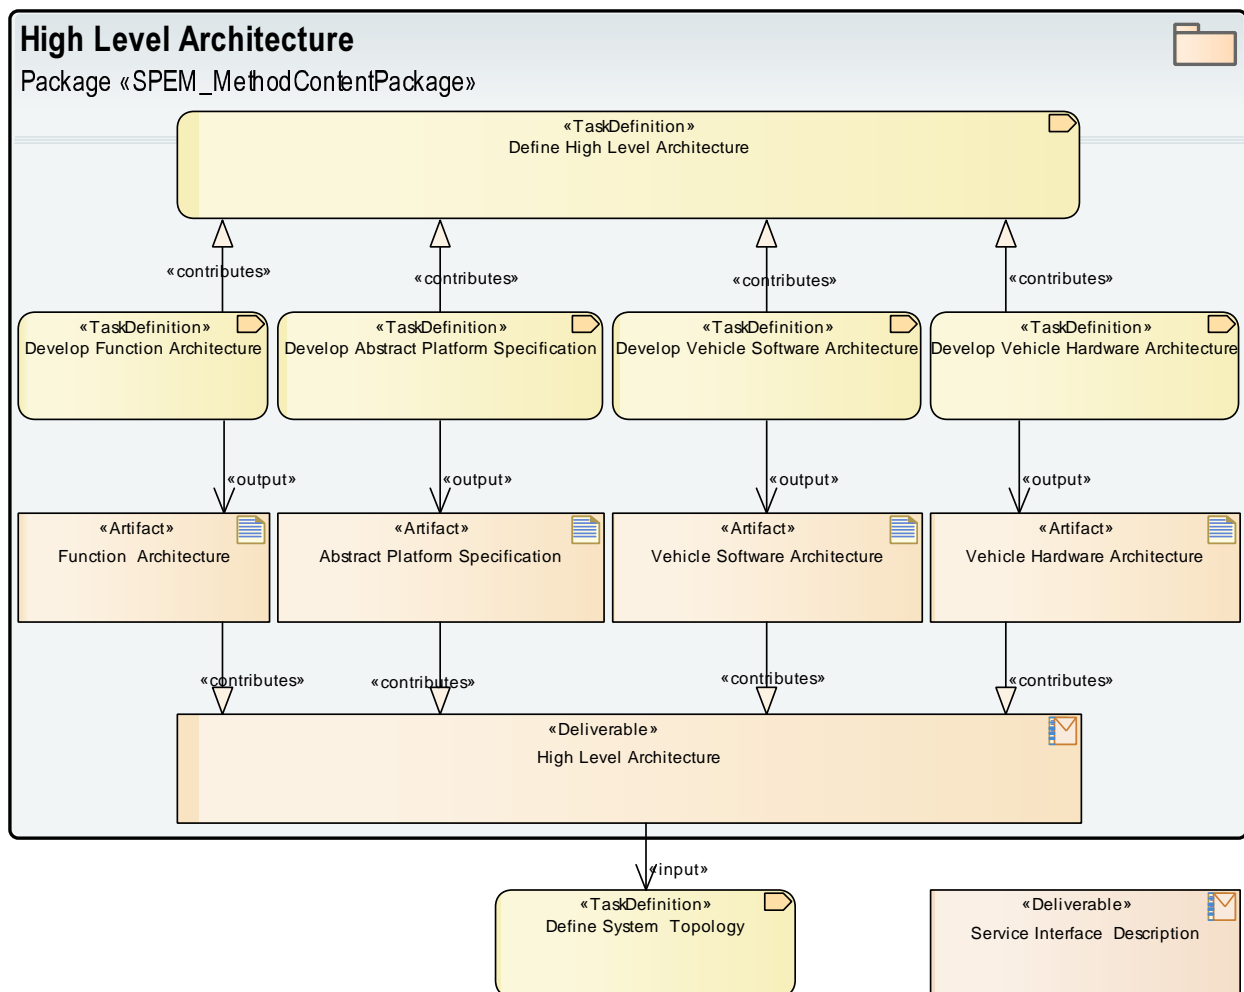 High Level Architecture
Package «SPEM_MethodContentPackage»
«TaskDefinition»
Define High Level Architecture
«contributes»
«contributes»
«contributes»
«contributes»
«TaskDefinition»
Develop Function Architecture
«TaskDefinition»
Develop Abstract Platform Specification
«TaskDefinition»
Develop Vehicle Software Architecture
«TaskDefinition»
Develop Vehicle Hardware Architecture
«output»
«output»
«output»
«output»
«Artifact»
Function Architecture
«Artifact»
Abstract Platform Specification
«Artifact»
Vehicle Software Architecture
«Artifact»
Vehicle Hardware Architecture
«contributes»
«contributes»
«contributes»
«contributes»
«Deliverable»
High Level Architecture
«input»
«TaskDefinition»
Define System Topology
«Deliverable»
Service Interface Description